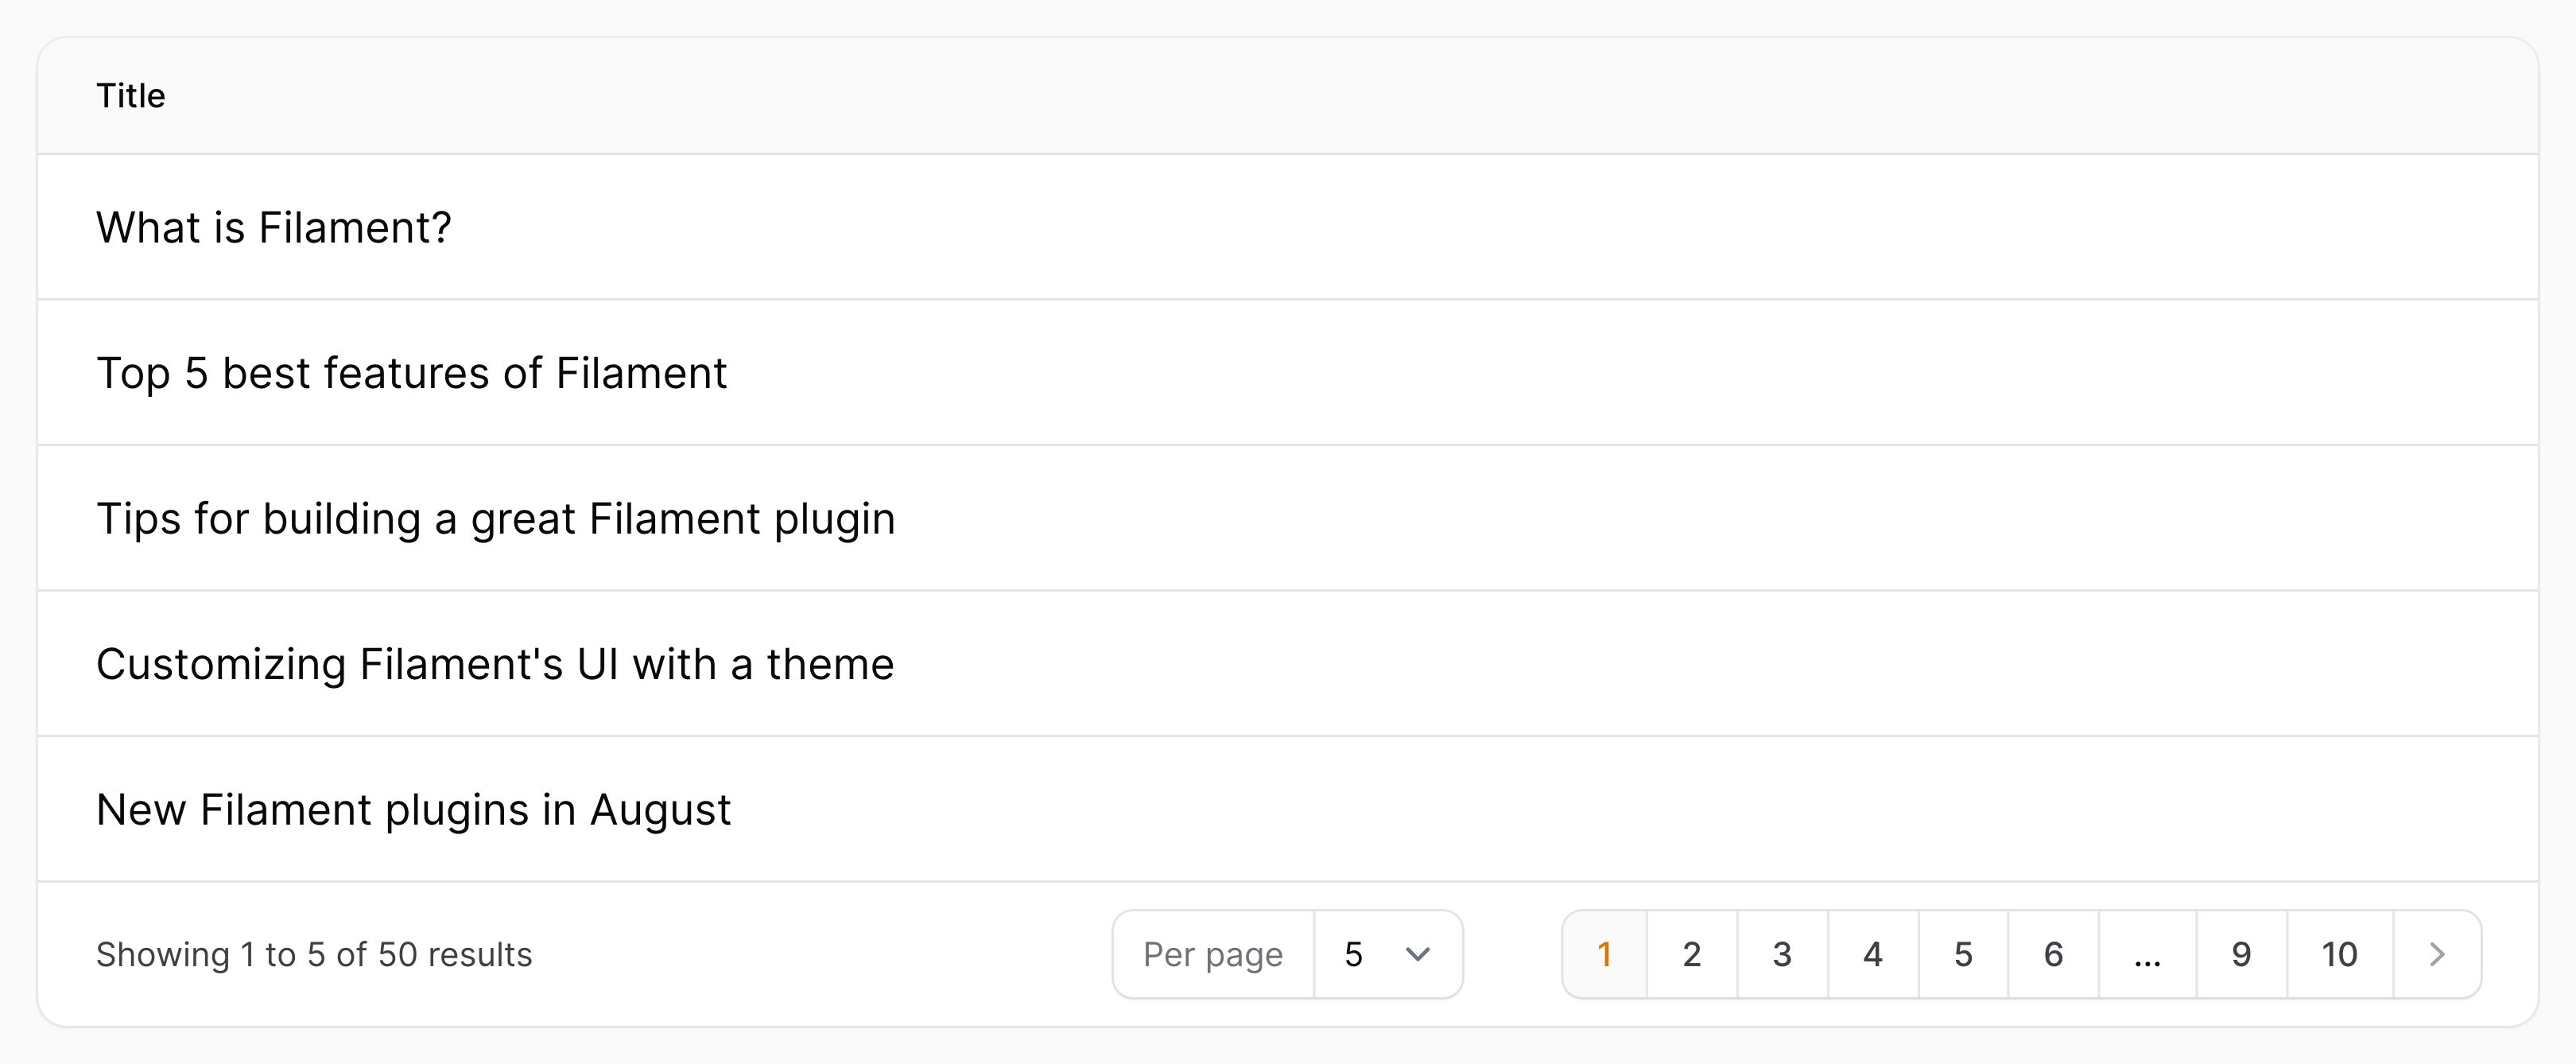 Title
What is Filament?
Top 5 best features of Filament
Tips for building a great Filament plugin
Customizing Filament's UI with a theme
New Filament plugins in August
Showing 1 to 5 of 50 results Per page 5 1 2 3 4 5 6 ... 9 10